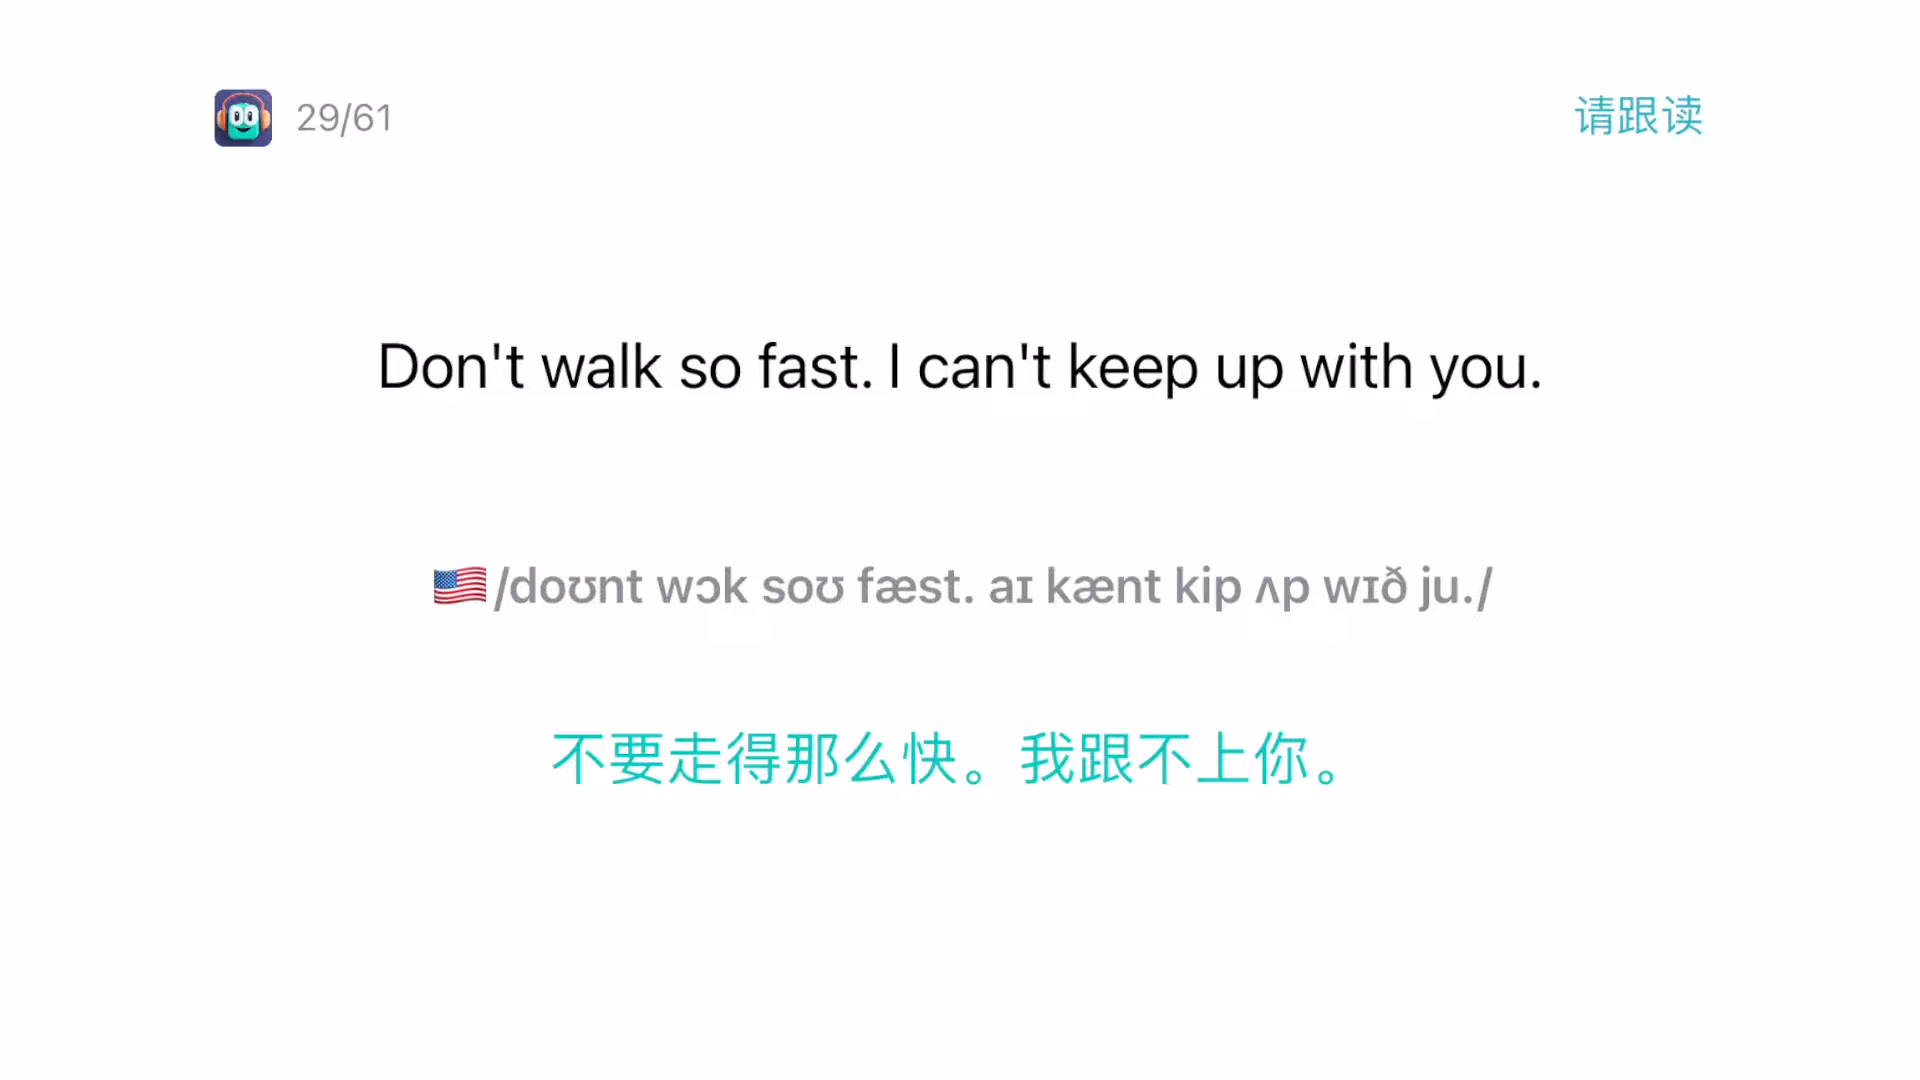 29/61
请跟读
Don't walk so fast. I can't keep up with you.
/doʊnt wɔk soʊ fæst. aɪ kænt kip ʌp wɪð ju./
不要走得那么快。我跟不上你。